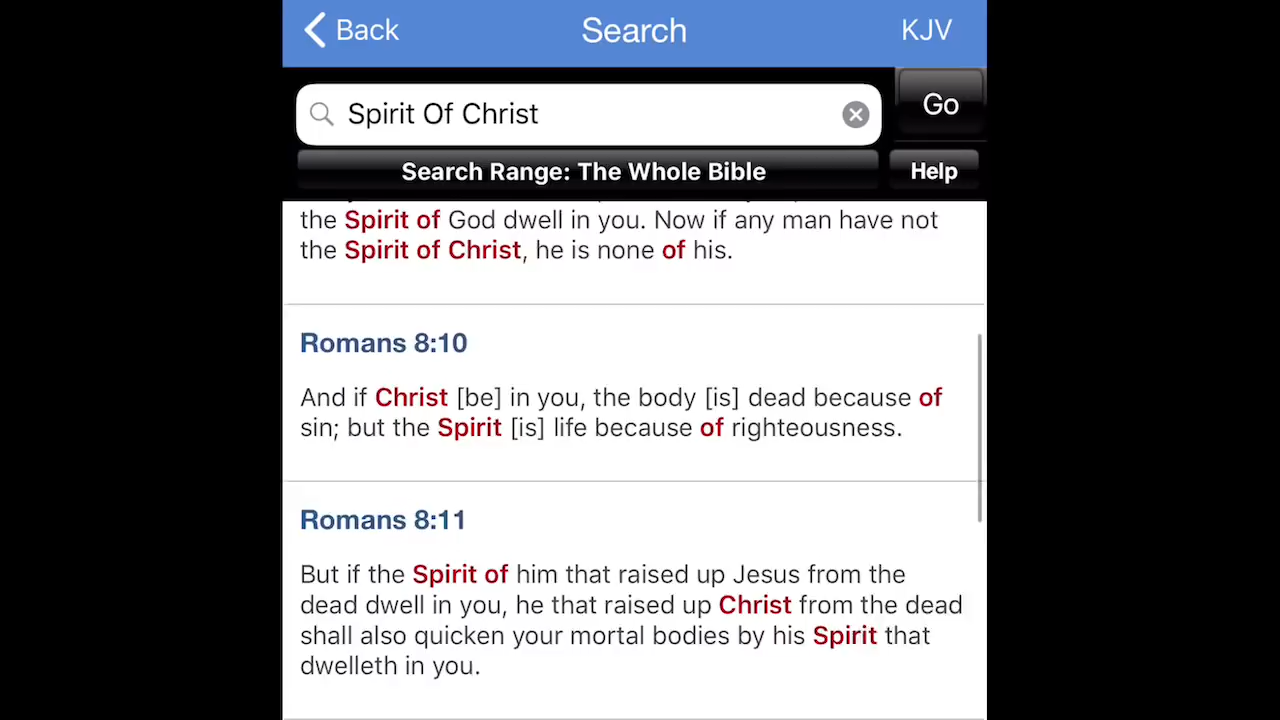 Back Search KJV
Spirit Of Christ
Go
Search Range: The Whole Bible Help
the Spirit of God dwell in you. Now if any man have not
the Spirit of Christ, he is none of his.
Romans 8:10
And if Christ [be] in you, the body [is] dead because of
sin; but the Spirit [is] life because of righteousness.
Romans 8:11
But if the Spirit of him that raised up Jesus from the
dead dwell in you, he that raised up Christ from the dead
shall also quicken your mortal bodies by his Spirit that
dwelleth in you.